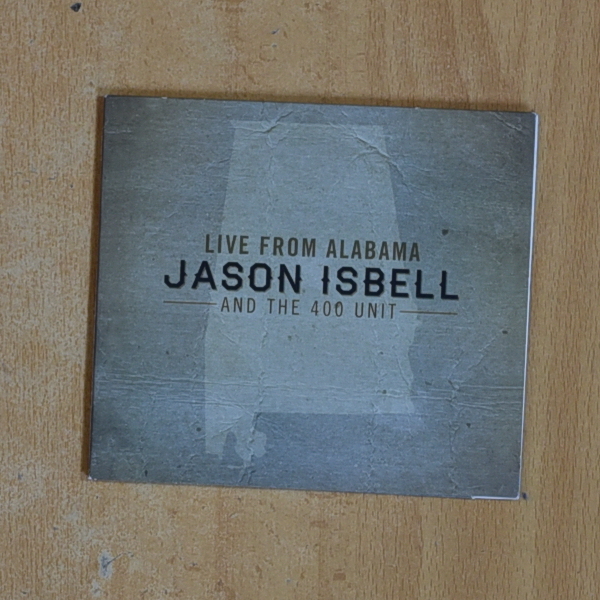 LIVE FROM ALABAMA
JASON ISBELL
AND THE 400 UNIT